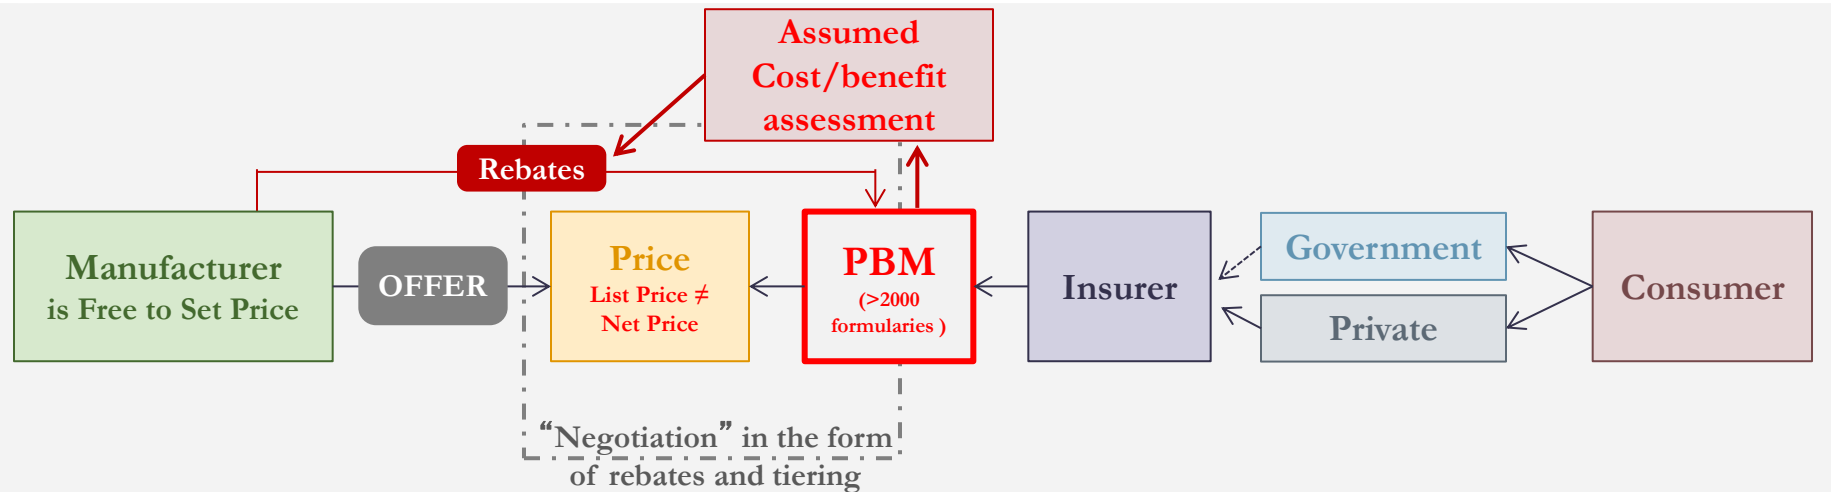 Assumed
Cost/benefit
assessment
Rebates
Manufacturer
is Free to Set Price
OFFER
Price
List Price ≠
Net Price
PBM
(>2000
formularies )
Insurer
Government
Private
Consumer
“Negotiation” in the form
of rebates and tiering